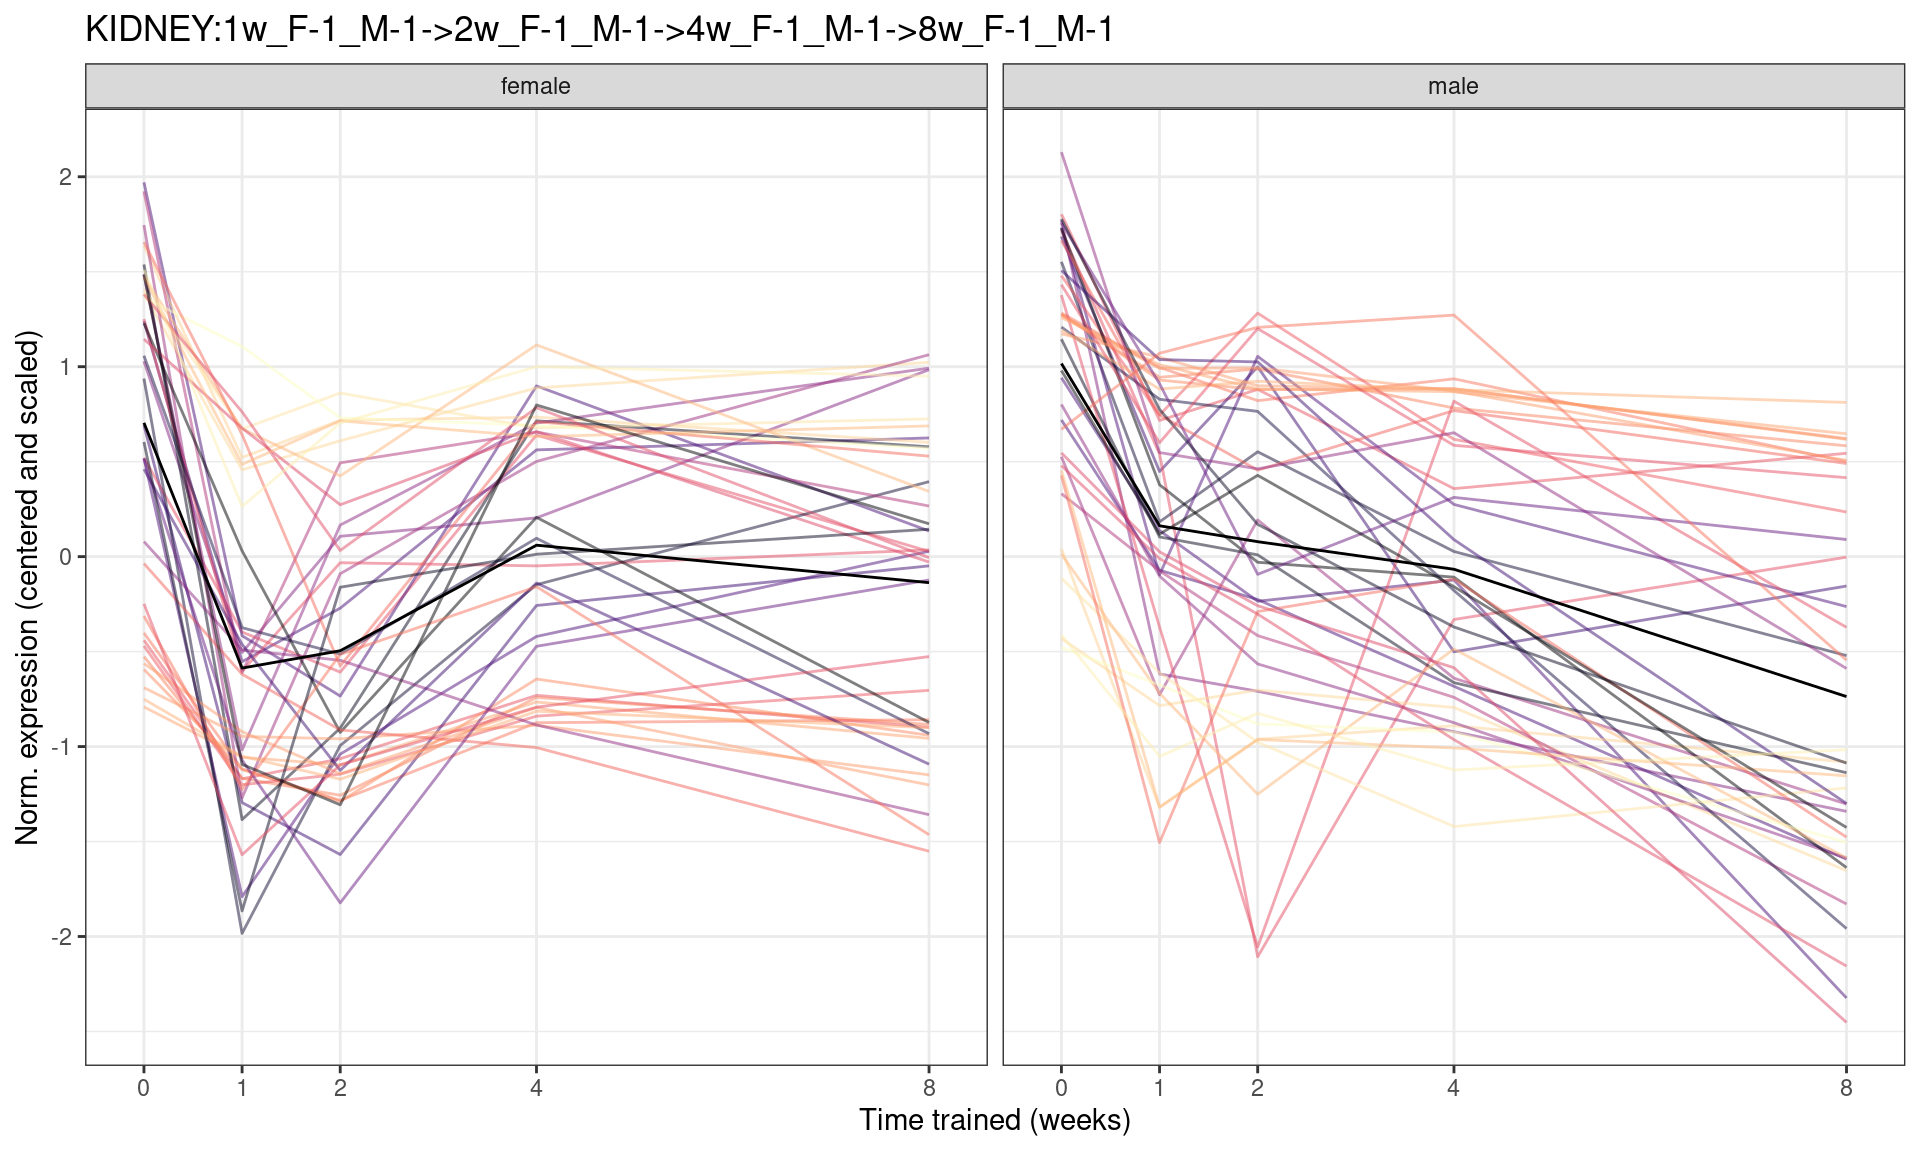 KIDNEY:1w_F-1_M-1->2w_F-1_M-1->4w_F-1_M-1->8w_F-1_M-1
female
male
Norm. expression (centered and scaled)
2
1
0
-1
-2
0 1 2 4 8
0 1 2 4 8
Time trained (weeks)